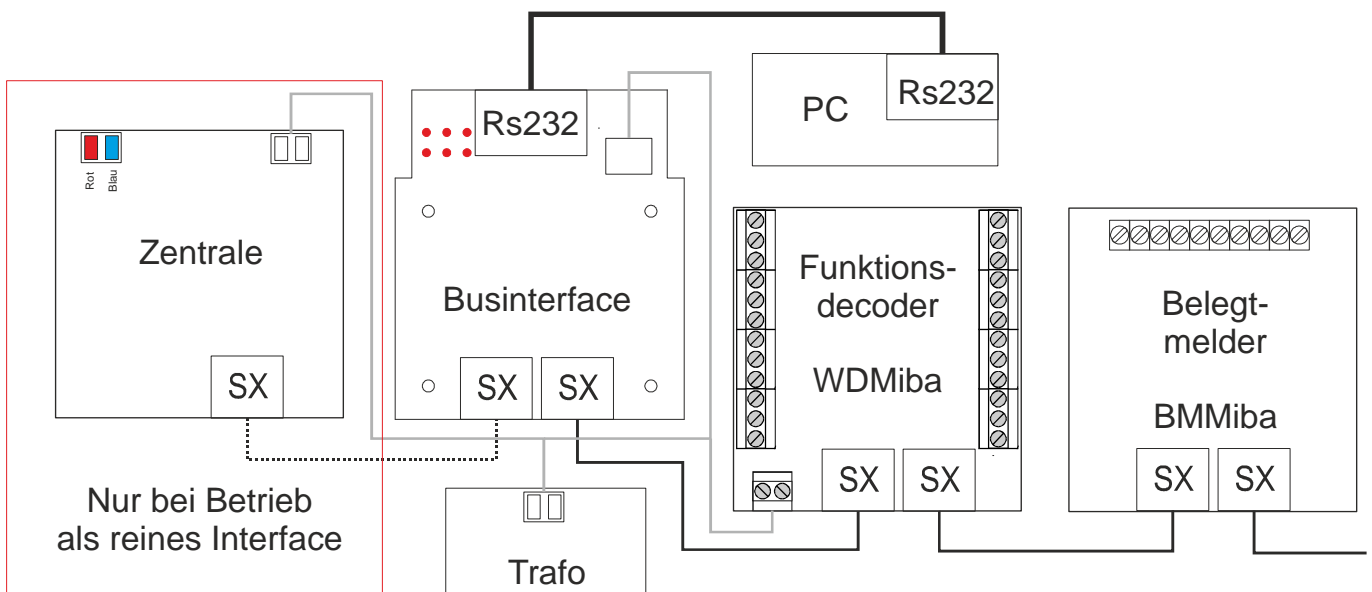 Rot
Blau
Zentrale
SX
Nur bei Betrieb
als reines Interface
Rs232
Businterface
SX
SX
Trafo
PC
Rs232
Funktions-
decoder
WDMiba
SX
SX
Belegt-
melder
BMMiba
SX
SX